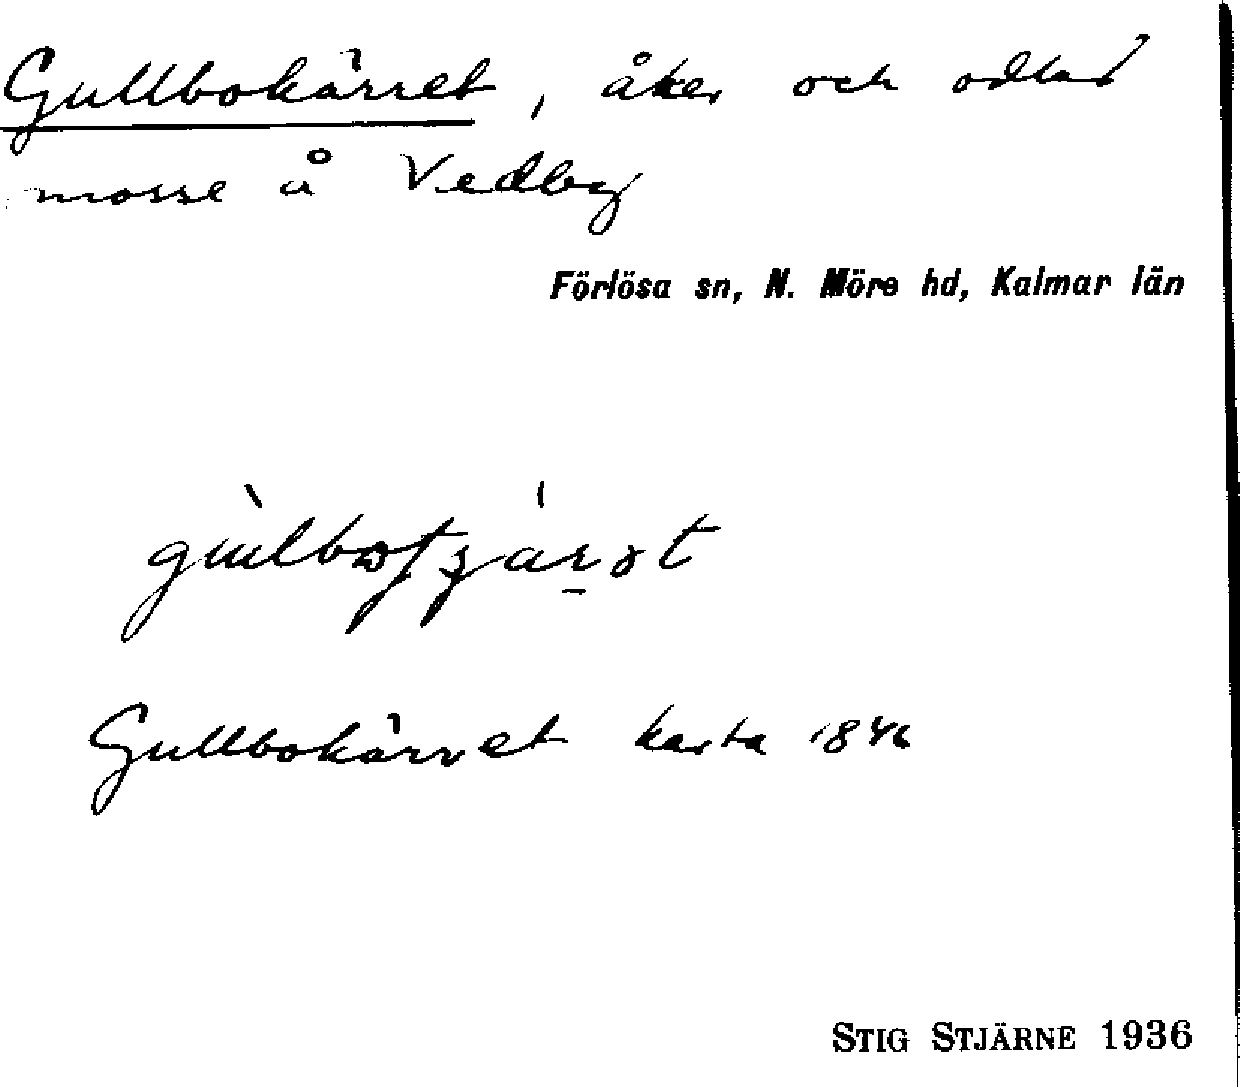 Gullbokärret, åker och odlad
mosse å Vedby
Förlösa sn, N. Möre hd, Kalmar län
Gullbokärret karta 1846
STIG STJÄRNE 1936